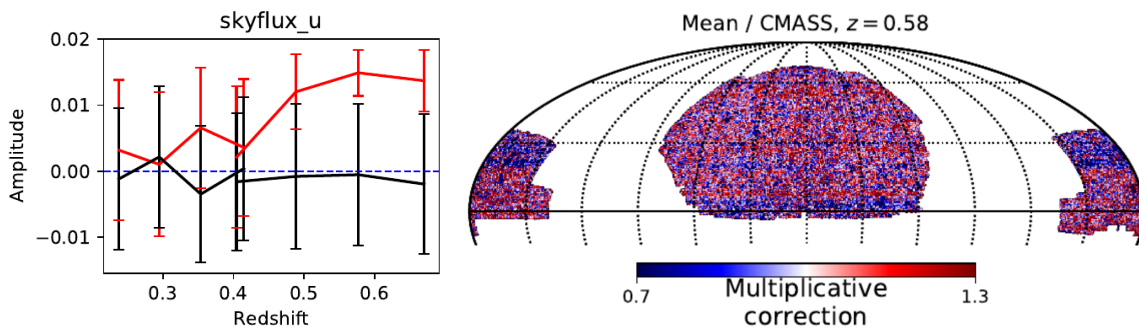 skyflux_u
0.02
0.01
0.00
−0.01
Amplitude
0.3 0.4 0.5 0.6
Redshift
Mean / CMASS, z = 0.58
0.7 1.3
Multiplicative
correction